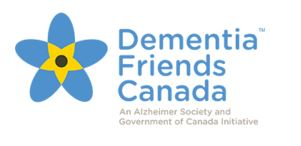 Dementia™
Friends
Canada
An Alzheimer Society and
Government of Canada Initiative